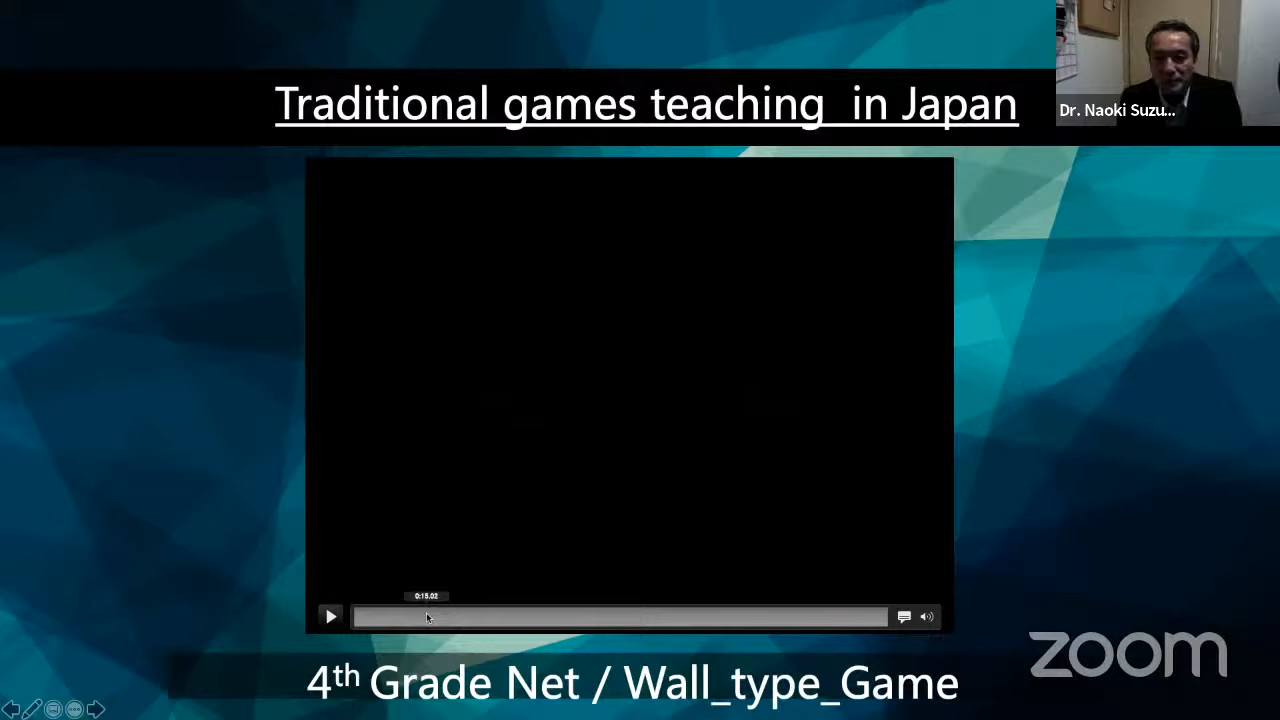 Traditional games teaching in Japan
Dr. Naoki Suzu...
0:15.02
4th Grade Net / Wall_type_Game
zoom